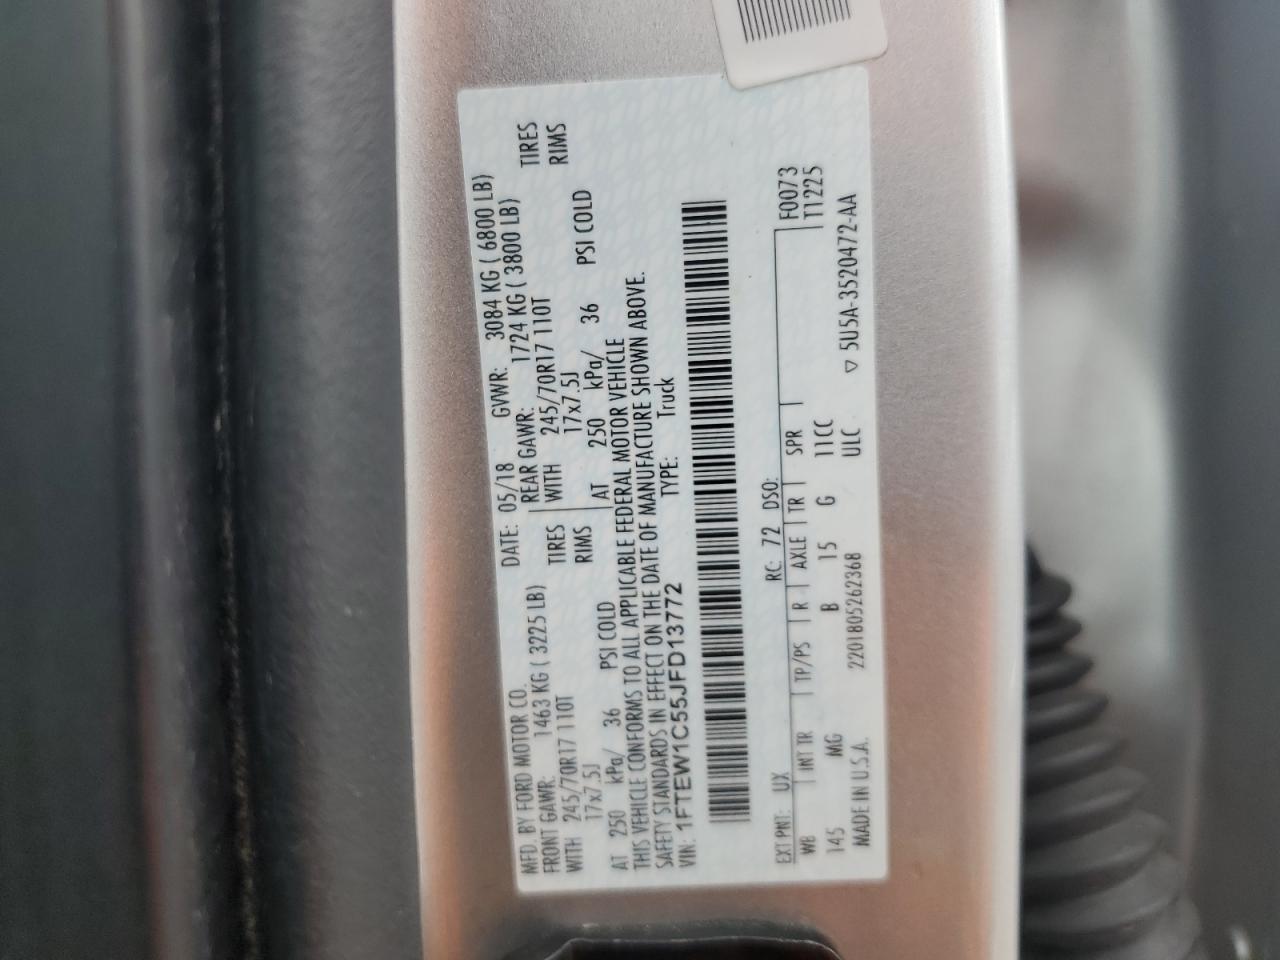 MFD. BY FORD MOTOR CO. DATE: 05/18 GVWR: 3084 KG ( 6800 LB)
FRONT GAWR: 1463 KG ( 3225 LB) REAR GAWR: 1724 KG ( 3800 LB)
WITH 245/70R17 110T TIRES WITH 245/70R17 110T TIRES
17x7.5J RIMS 17x7.5J RIMS
AT 250 kPa/ 36 PSI COLD AT 250 kPa/ 36 PSI COLD
THIS VEHICLE CONFORMS TO ALL APPLICABLE FEDERAL MOTOR VEHICLE
SAFETY STANDARDS IN EFFECT ON THE DATE OF MANUFACTURE SHOWN ABOVE.
VIN: 1FTEW1C55JFD13772 TYPE: Truck
EXT PNT: UX RC: 72 DSO: F0073
WB INT TR TP/PS R AXLE TR SPR T1225
145 MG B 15 G 11CC
MADE IN U.S.A. 2201805262368 ULC ▽ 5U5A-3520472-AA